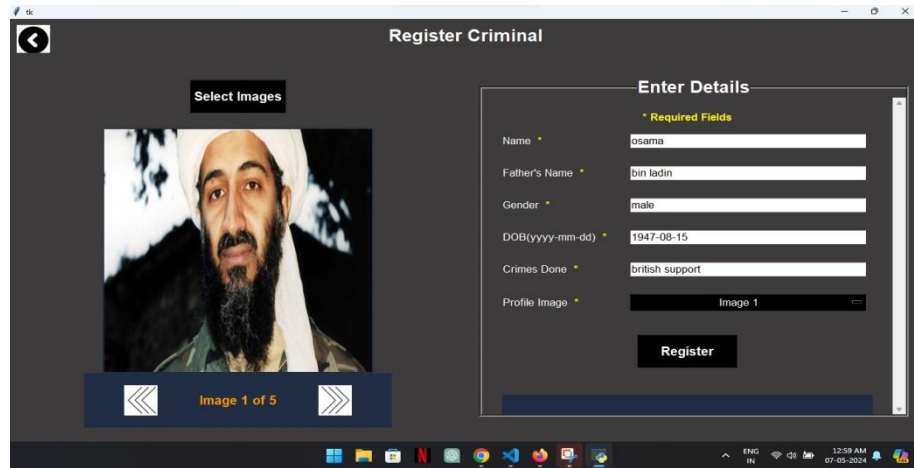 tk
Register Criminal
Select Images
Enter Details
* Required Fields
Name * osama
Father's Name * bin ladin
Gender * male
DOB(yyyy-mm-dd) * 1947-08-15
Crimes Done * british support
Profile Image * Image 1
Register
Image 1 of 5
ENG
IN
12:59 AM
07-05-2024